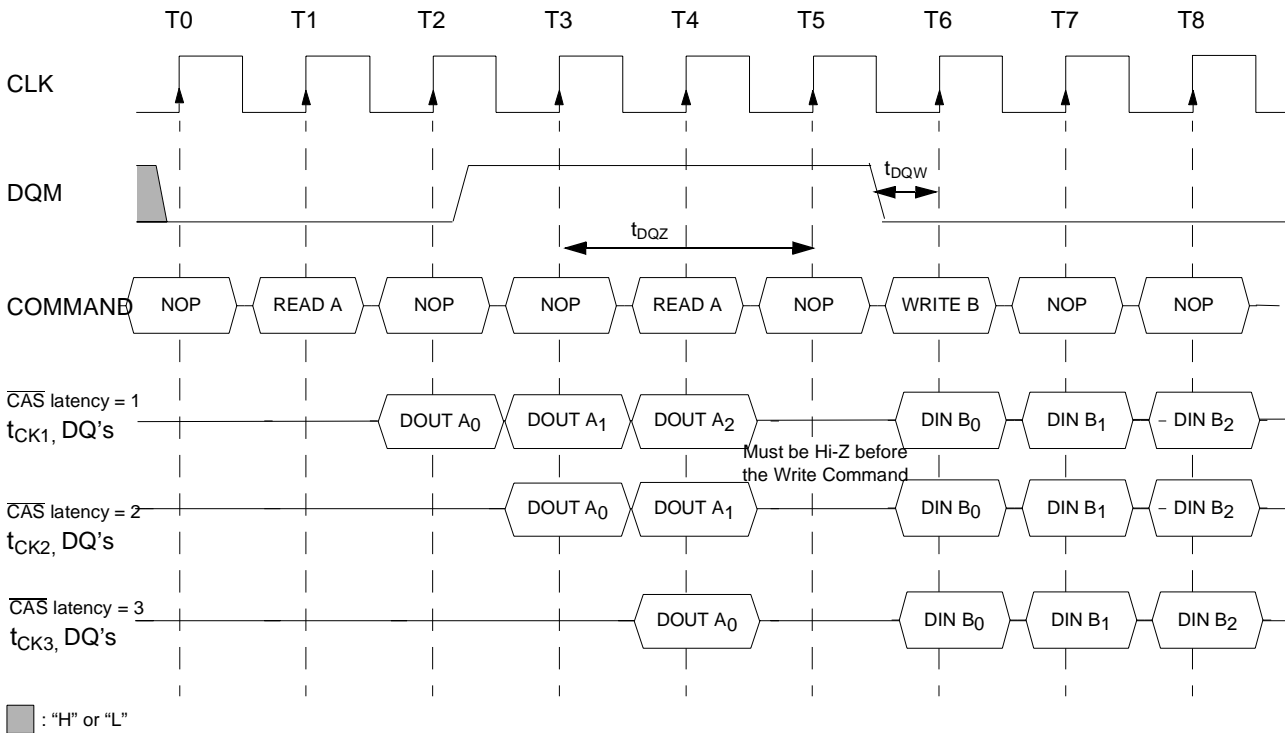 T0 T1 T2 T3 T4 T5 T6 T7 T8
CLK
tDQW
DQM
tDQZ
COMMAND NOP READ A NOP NOP READ A NOP WRITE B NOP NOP
CAS latency = 1
tCK1, DQ’s
DOUT A0 DOUT A1 DOUT A2 DIN B0 DIN B1 DIN B2
Must be Hi-Z before
the Write Command
CAS latency = 2
tCK2, DQ’s
DOUT A0 DOUT A1 DIN B0 DIN B1 DIN B2
CAS latency = 3
tCK3, DQ’s
DOUT A0 DIN B0 DIN B1 DIN B2
: “H” or “L”